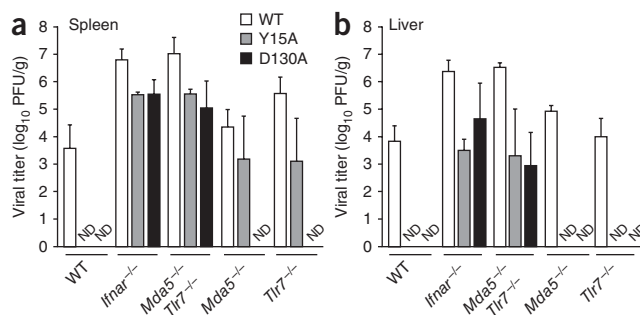 a
Spleen
WT
Y15A
D130A
Viral titer (log10 PFU/g)
8
7
6
5
4
3
2
1
0
ND
ND
ND
ND
WT
Ifnar–/–
Mda5–/–
Tlr7–/–
Mda5–/–
Tlr7–/–
b
Liver
Viral titer (log10 PFU/g)
8
7
6
5
4
3
2
1
0
ND
ND
ND
ND
ND
ND
WT
Ifnar–/–
Mda5–/–
Tlr7–/–
Mda5–/–
Tlr7–/–